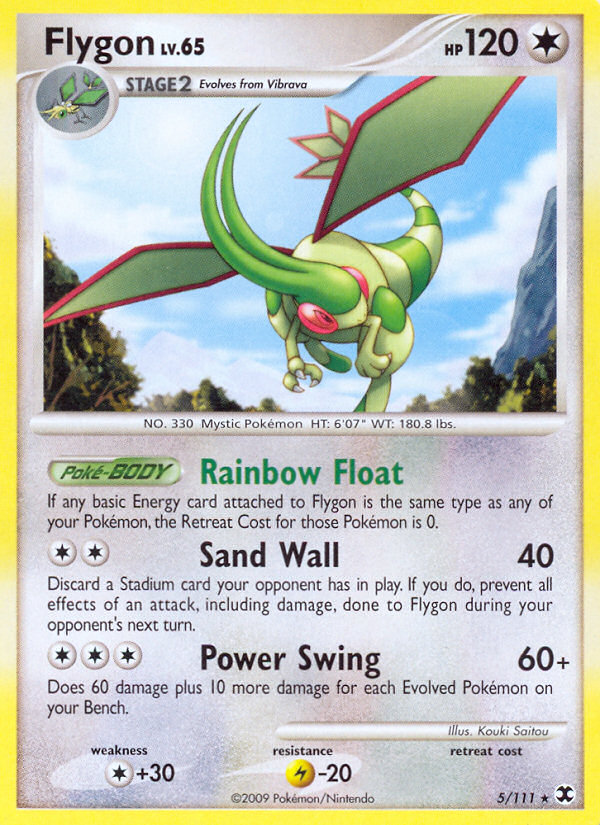 Flygon LV.65 HP 120
STAGE2 Evolves from Vibrava
NO. 330 Mystic Pokémon HT: 6'07" WT: 180.8 lbs.
Poké-BODY Rainbow Float
If any basic Energy card attached to Flygon is the same type as any of
your Pokémon, the Retreat Cost for those Pokémon is 0.
Sand Wall 40
Discard a Stadium card your opponent has in play. If you do, prevent all
effects of an attack, including damage, done to Flygon during your
opponent's next turn.
Power Swing 60+
Does 60 damage plus 10 more damage for each Evolved Pokémon on
your Bench.
Illus. Kouki Saitou
weakness resistance retreat cost
+30 -20
©2009 Pokémon/Nintendo 5/111 ★